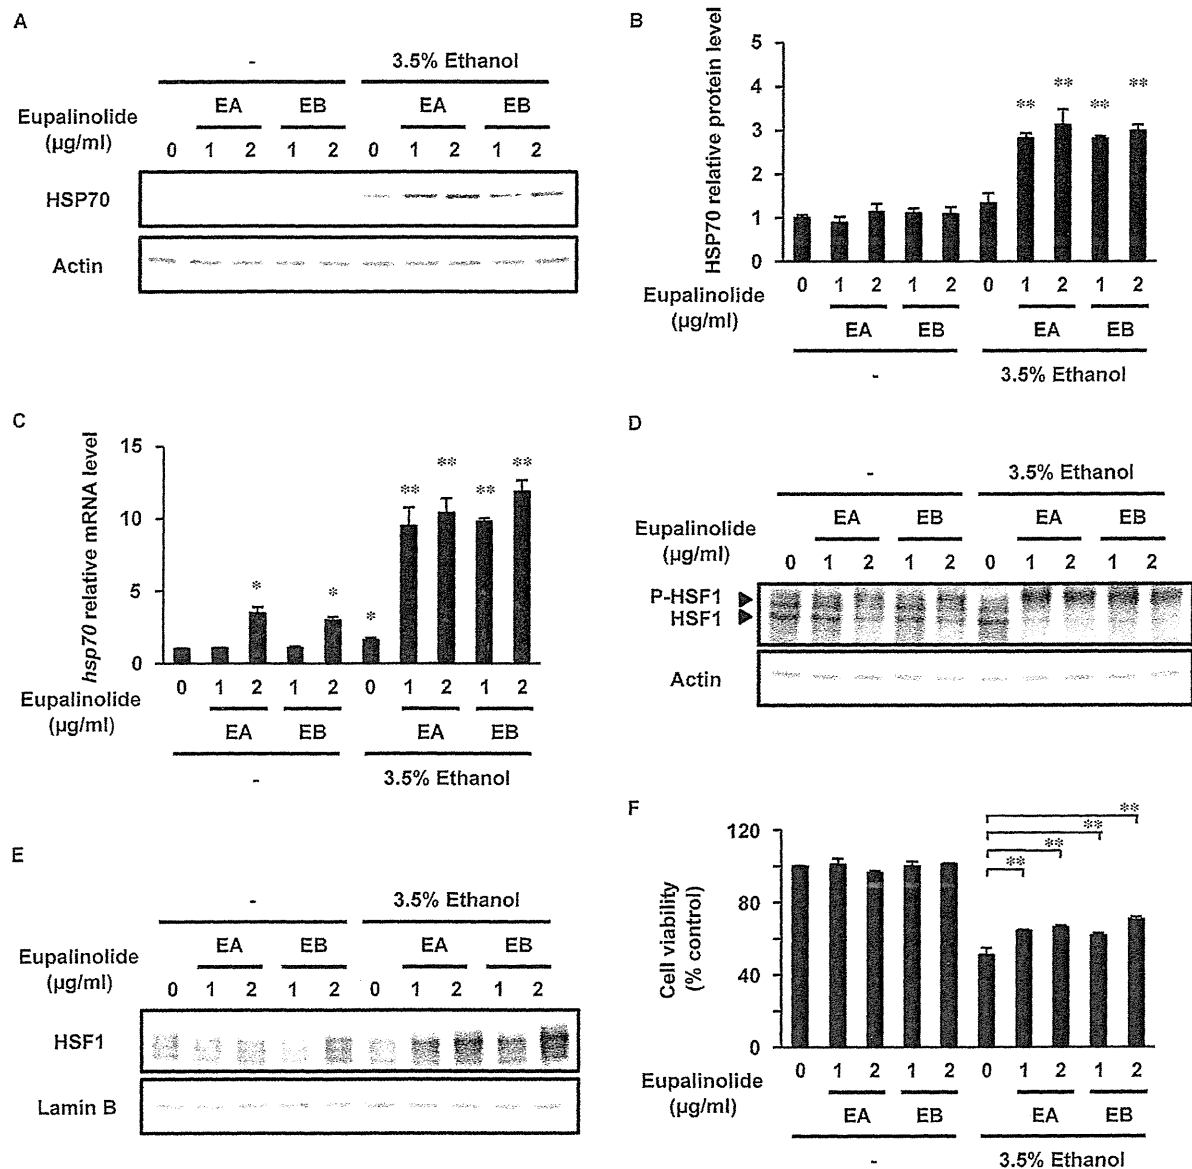 A
- 3.5% Ethanol
EA EB EA EB
Eupalinolide
(µg/ml)
0 1 2 1 2 0 1 2 1 2
HSP70
Actin
B
HSP70 relative protein level
5
4
3
2
1
0
** ** ** **
0 1 2 1 2 0 1 2 1 2
Eupalinolide
(µg/ml)
EA EB EA EB
- 3.5% Ethanol
C
hsp70 relative mRNA level
15
10
5
0
* * * ** ** ** **
0 1 2 1 2 0 1 2 1 2
Eupalinolide
(µg/ml)
EA EB EA EB
- 3.5% Ethanol
D
- 3.5% Ethanol
EA EB EA EB
Eupalinolide
(µg/ml)
0 1 2 1 2 0 1 2 1 2
P-HSF1
HSF1
Actin
E
- 3.5% Ethanol
EA EB EA EB
Eupalinolide
(µg/ml)
0 1 2 1 2 0 1 2 1 2
HSF1
Lamin B
F
Cell viability
(% control)
120
80
40
0
**
**
**
**
0 1 2 1 2 0 1 2 1 2
Eupalinolide
(µg/ml)
EA EB EA EB
- 3.5% Ethanol